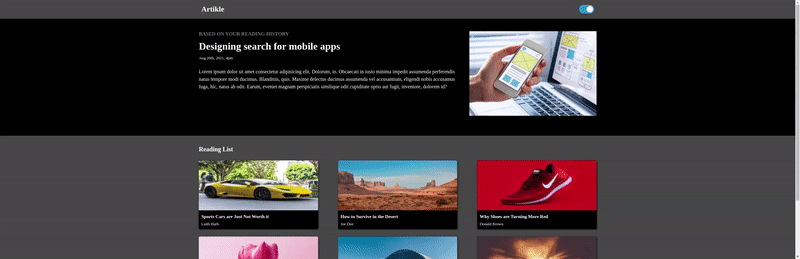 Artikle
BASED ON YOUR READING HISTORY
Designing search for mobile apps
Aug 20th, 2021, 4pm
Lorem ipsum dolor sit amet consectetur adipisicing elit. Dolorum, in. Obcaecati in iusto minima impedit assumenda perferendis
natus tempore modi ducimus. Blanditiis, quis. Maxime delectus ducimus assumenda vel accusantium, eligendi nobis accusamus
fuga, hic, natus ab odit. Earum, eveniet magnam perspiciatis similique odit cupiditate optio aut fugit, inventore, dolorem id?
Reading List
Sports Cars are Just Not Worth it
How to Survive in the Desert
Why Shoes are Turning More Red
Lutfi Harb
Joe Doe
Donald Brown